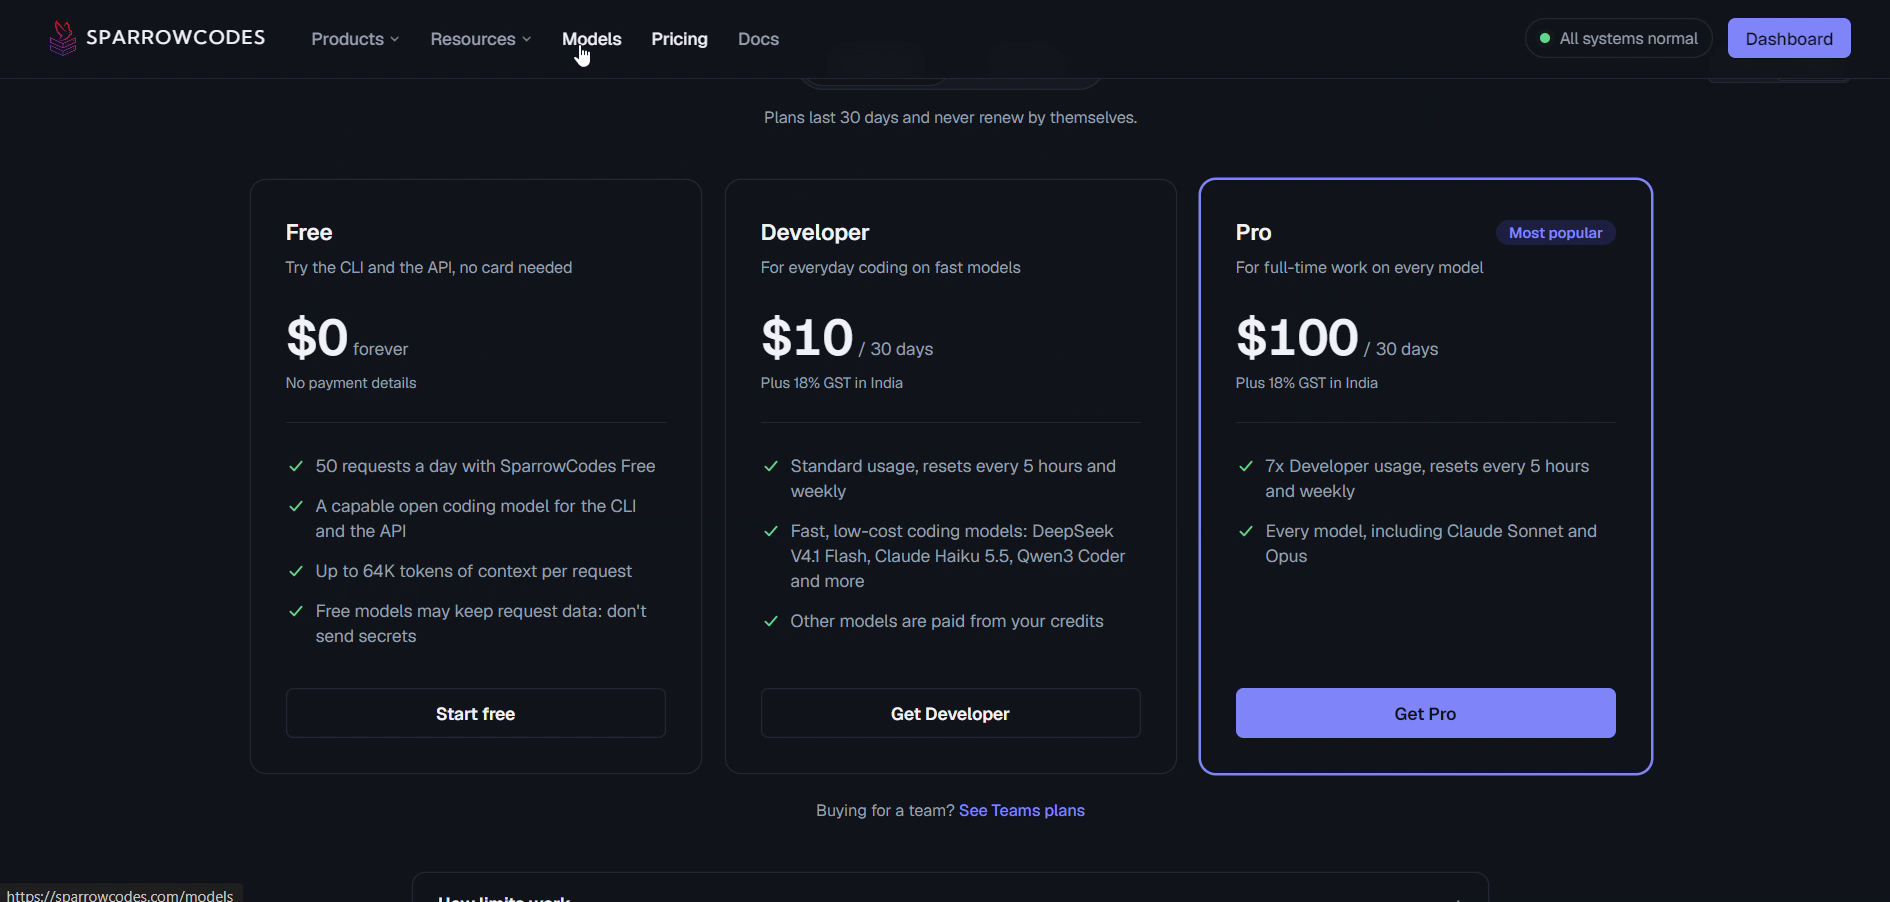 SPARROWCODES
Products
Resources
Models
Pricing
Docs
All systems normal
Dashboard
Plans last 30 days and never renew by themselves.
Free
Try the CLI and the API, no card needed
$0 forever
No payment details
50 requests a day with SparrowCodes Free
A capable open coding model for the CLI
and the API
Up to 64K tokens of context per request
Free models may keep request data: don't
send secrets
Start free
Developer
For everyday coding on fast models
$10 / 30 days
Plus 18% GST in India
Standard usage, resets every 5 hours and
weekly
Fast, low-cost coding models: DeepSeek
V4.1 Flash, Claude Haiku 5.5, Qwen3 Coder
and more
Other models are paid from your credits
Get Developer
Pro
Most popular
For full-time work on every model
$100 / 30 days
Plus 18% GST in India
7x Developer usage, resets every 5 hours
and weekly
Every model, including Claude Sonnet and
Opus
Get Pro
Buying for a team? See Teams plans
How limits work
https://sparrowcodes.com/models